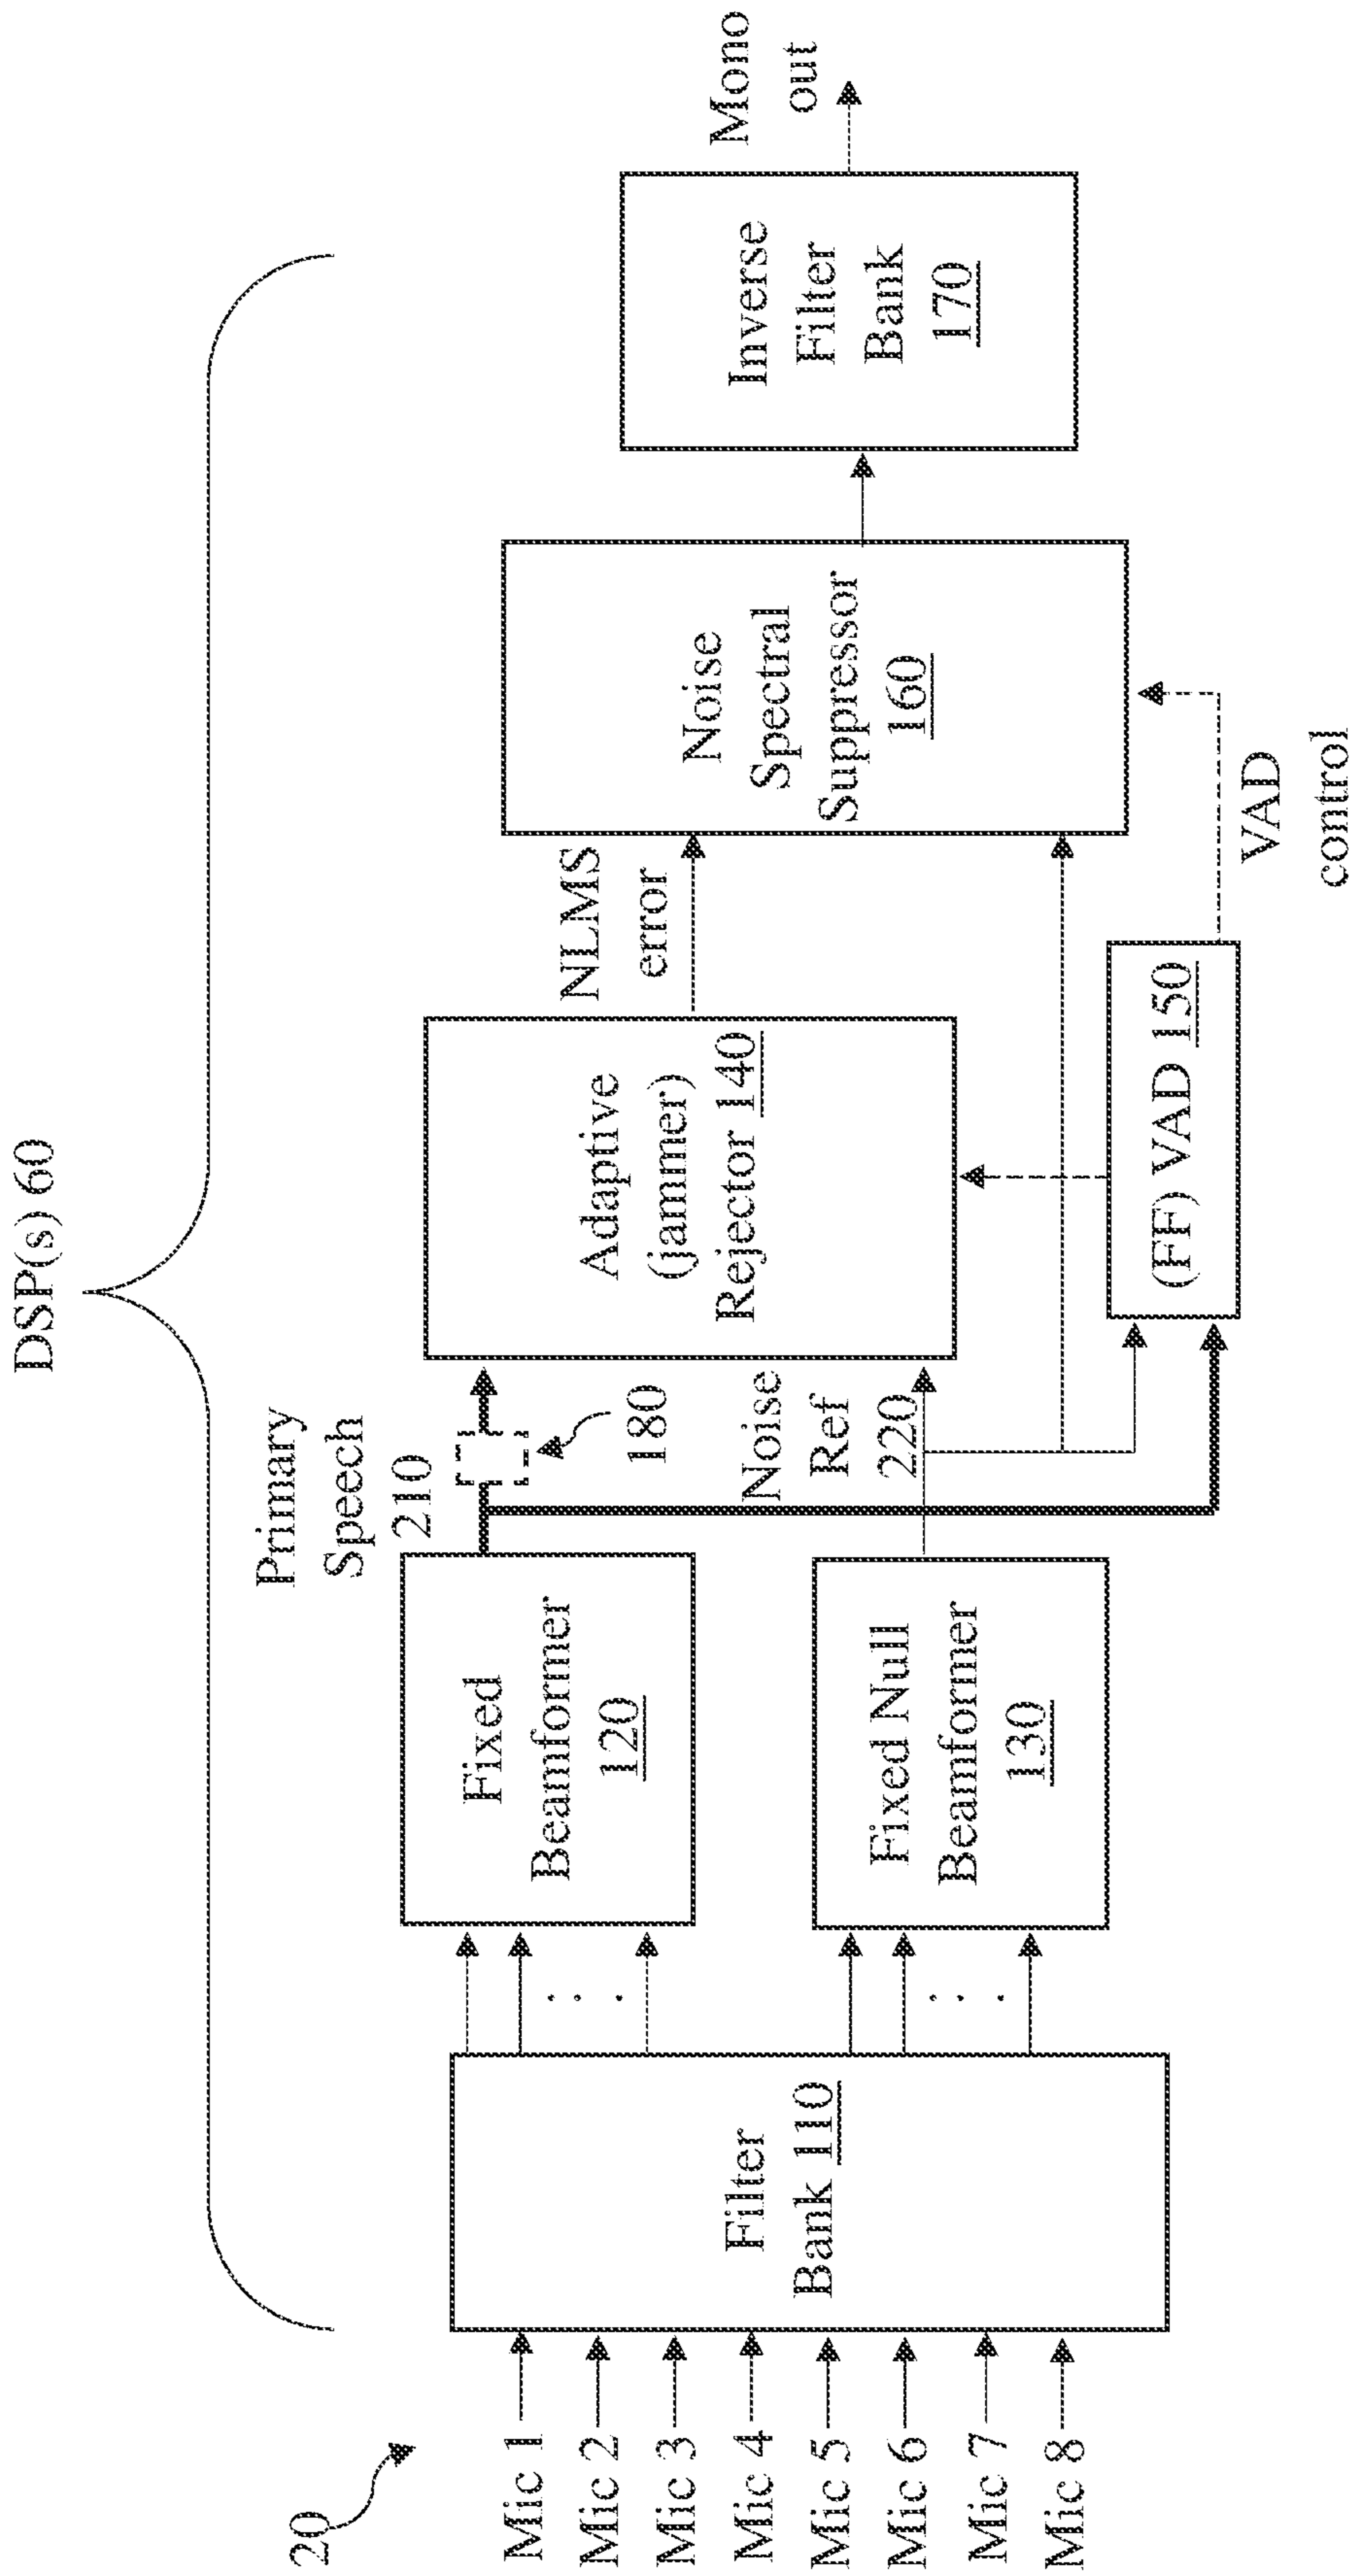 DSP(s) 60
20
Mic 1
Mic 2
Mic 3
Mic 4
Mic 5
Mic 6
Mic 7
Mic 8
Filter
Bank 110
Fixed
Beamformer
120
Fixed Null
Beamformer
130
Primary
Speech
210
180
Noise
Ref
220
Adaptive
(jammer)
Rejector 140
(FF) VAD 150
NLMS
error
VAD
control
Noise
Spectral
Suppressor
160
Inverse
Filter
Bank
170
Mono
out